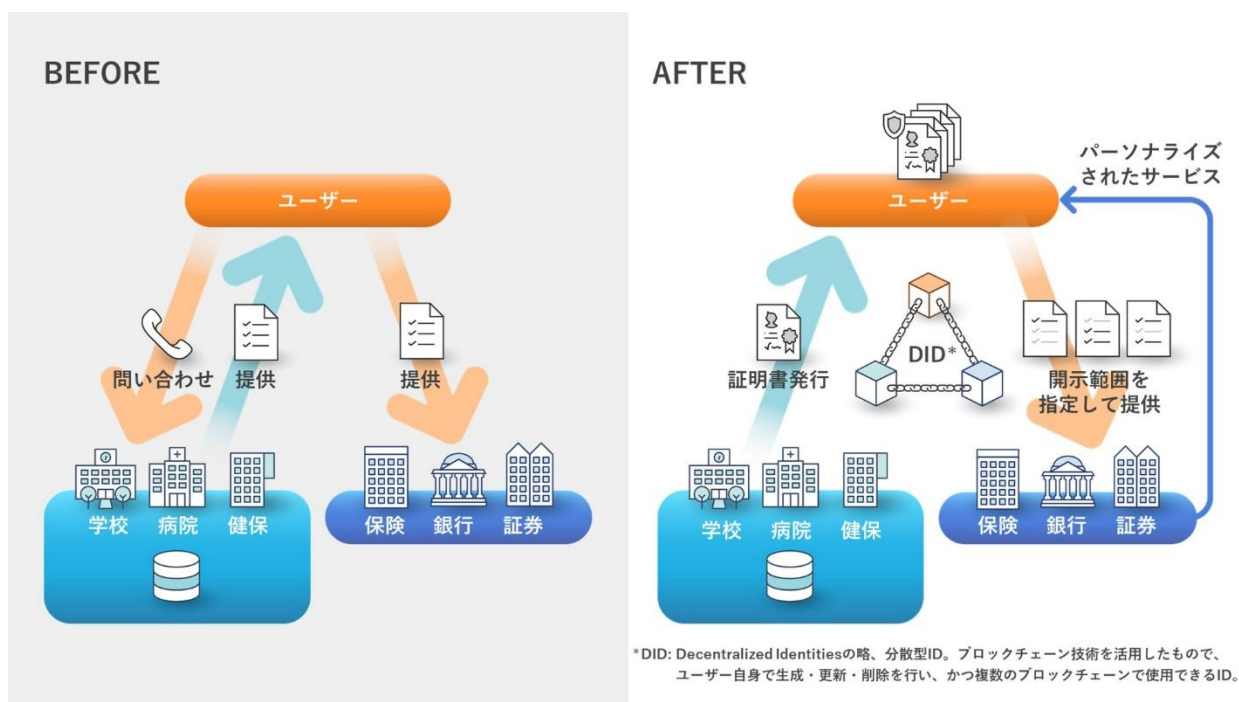 BEFORE
ユーザー
問い合わせ
提供
提供
学校
病院
健保
保険
銀行
証券
AFTER
パーソナライズ
されたサービス
ユーザー
証明書発行
DID*
開示範囲を
指定して提供
学校
病院
健保
保険
銀行
証券
*DID: Decentralized Identitiesの略、分散型ID。ブロックチェーン技術を活用したもので、
ユーザー自身で生成・更新・削除を行い、かつ複数のブロックチェーンで使用できるID。